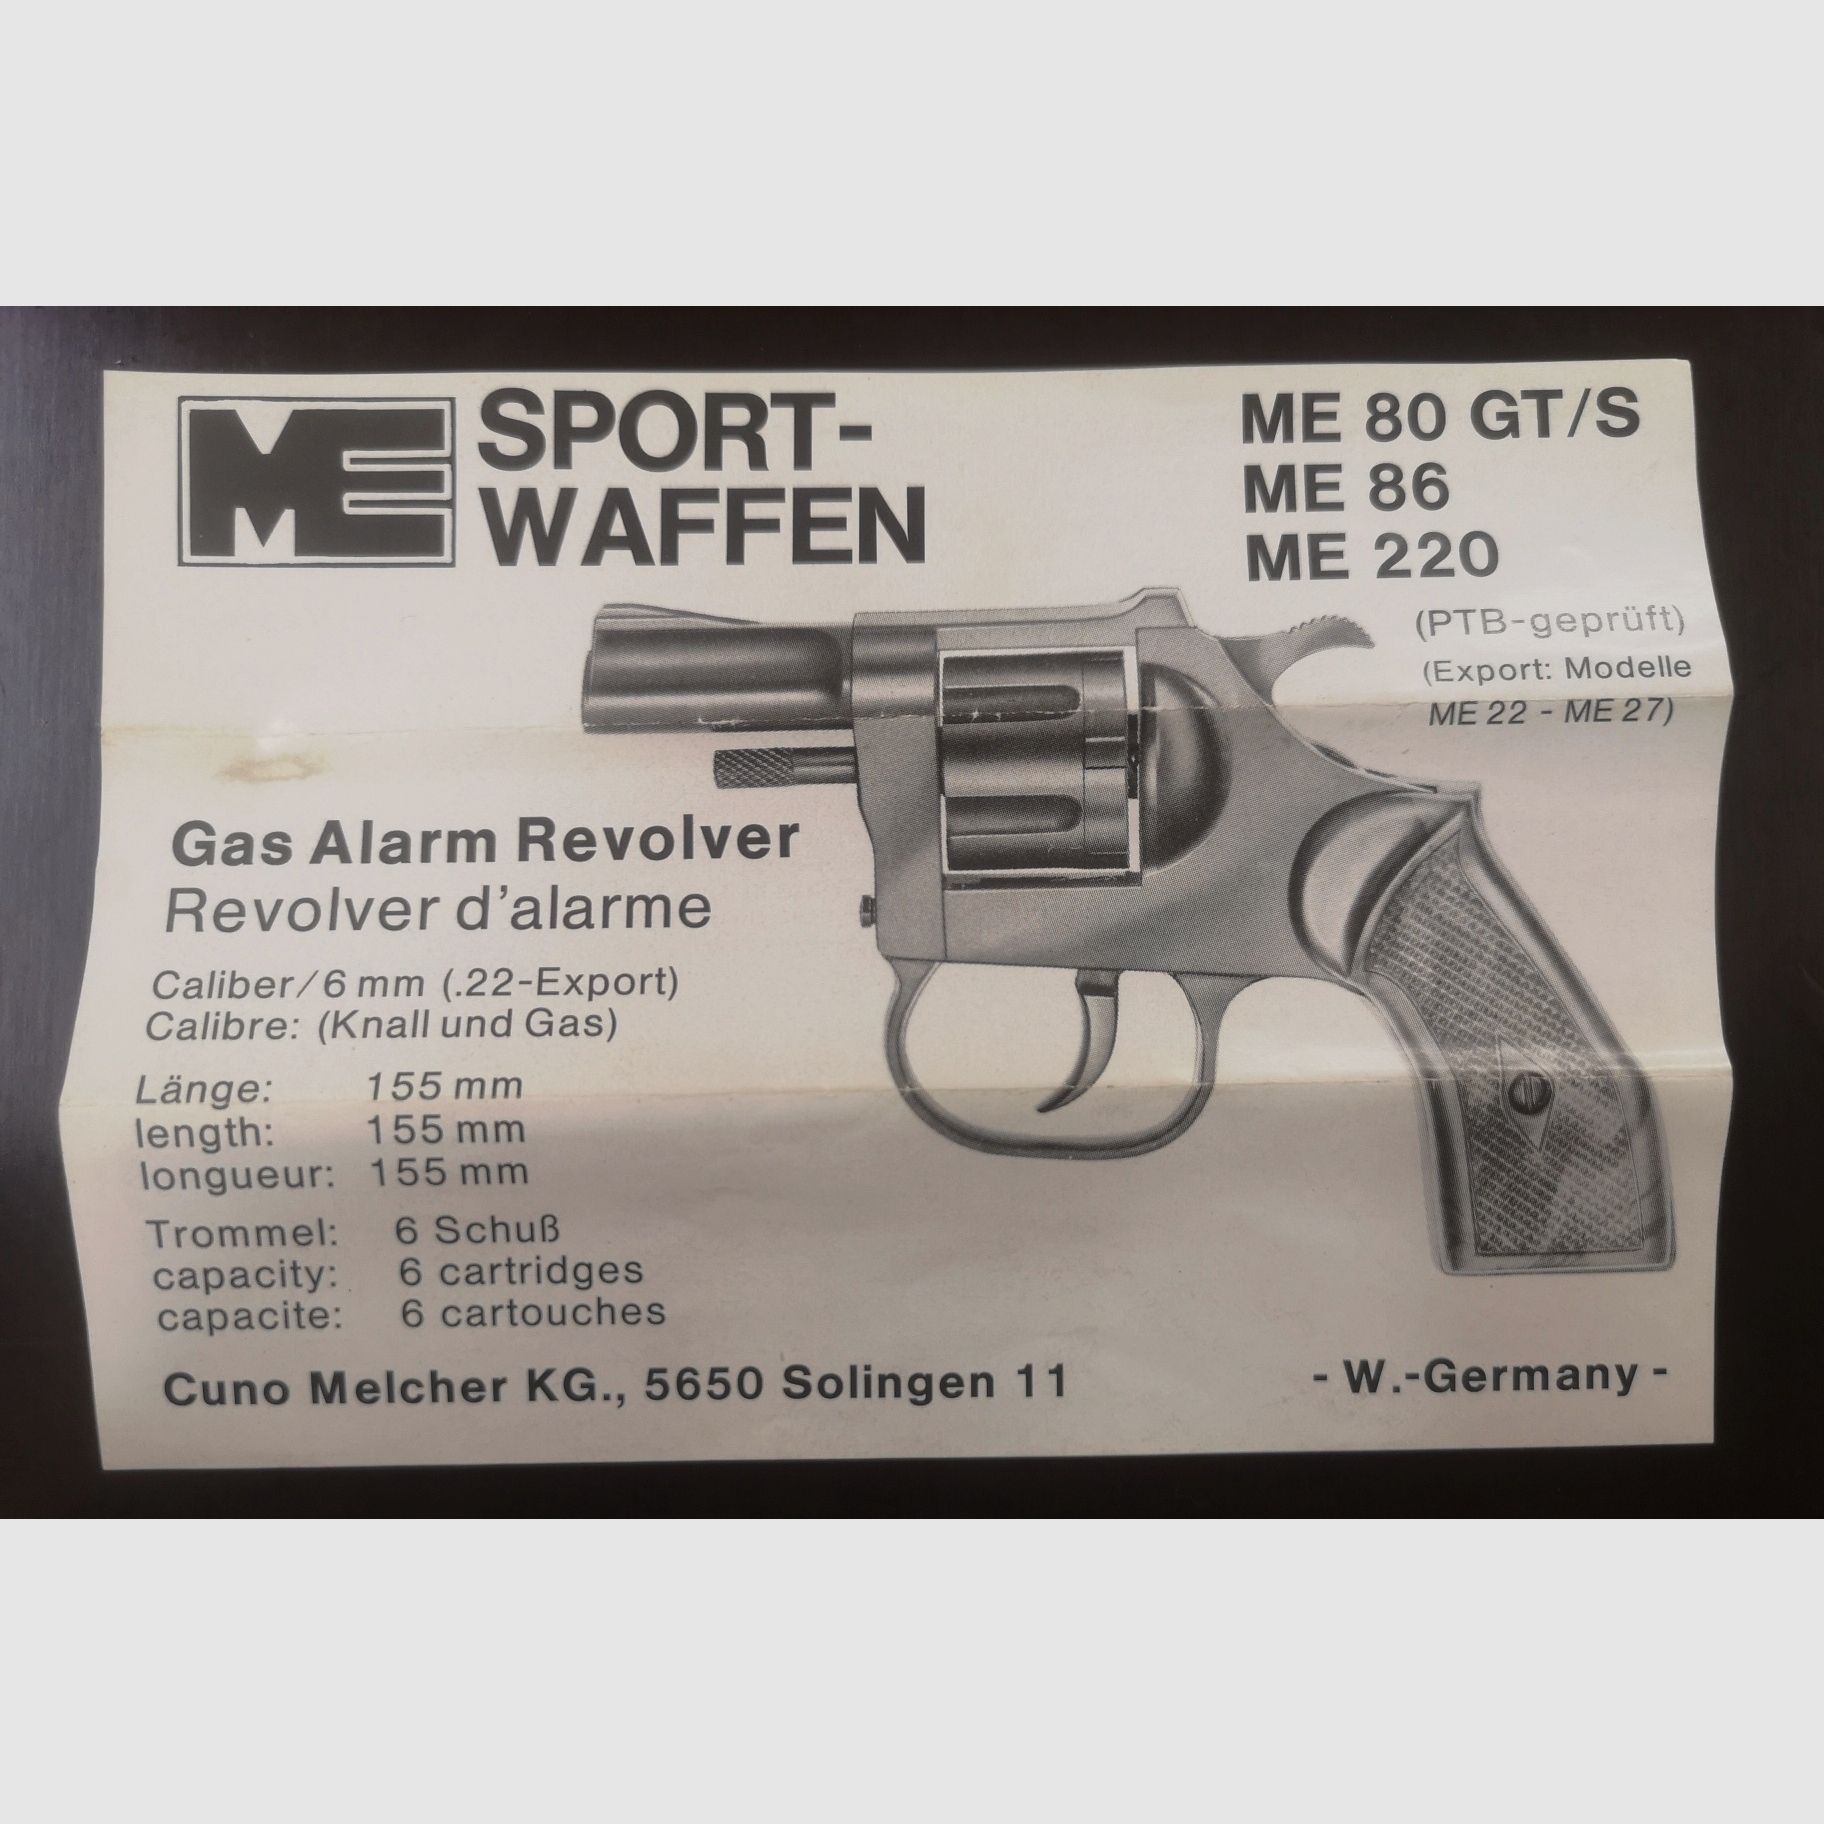 ME SPORT-
WAFFEN
ME 80 GT/S
ME 86
ME 220
(PTB-geprüft)
(Export: Modelle
ME 22 - ME 27)
Gas Alarm Revolver
Revolver d'alarme
Caliber/6 mm (.22-Export)
Calibre: (Knall und Gas)
Länge: 155 mm
length: 155 mm
longueur: 155 mm
Trommel: 6 Schuß
capacity: 6 cartridges
capacite: 6 cartouches
Cuno Melcher KG., 5650 Solingen 11
- W.-Germany -